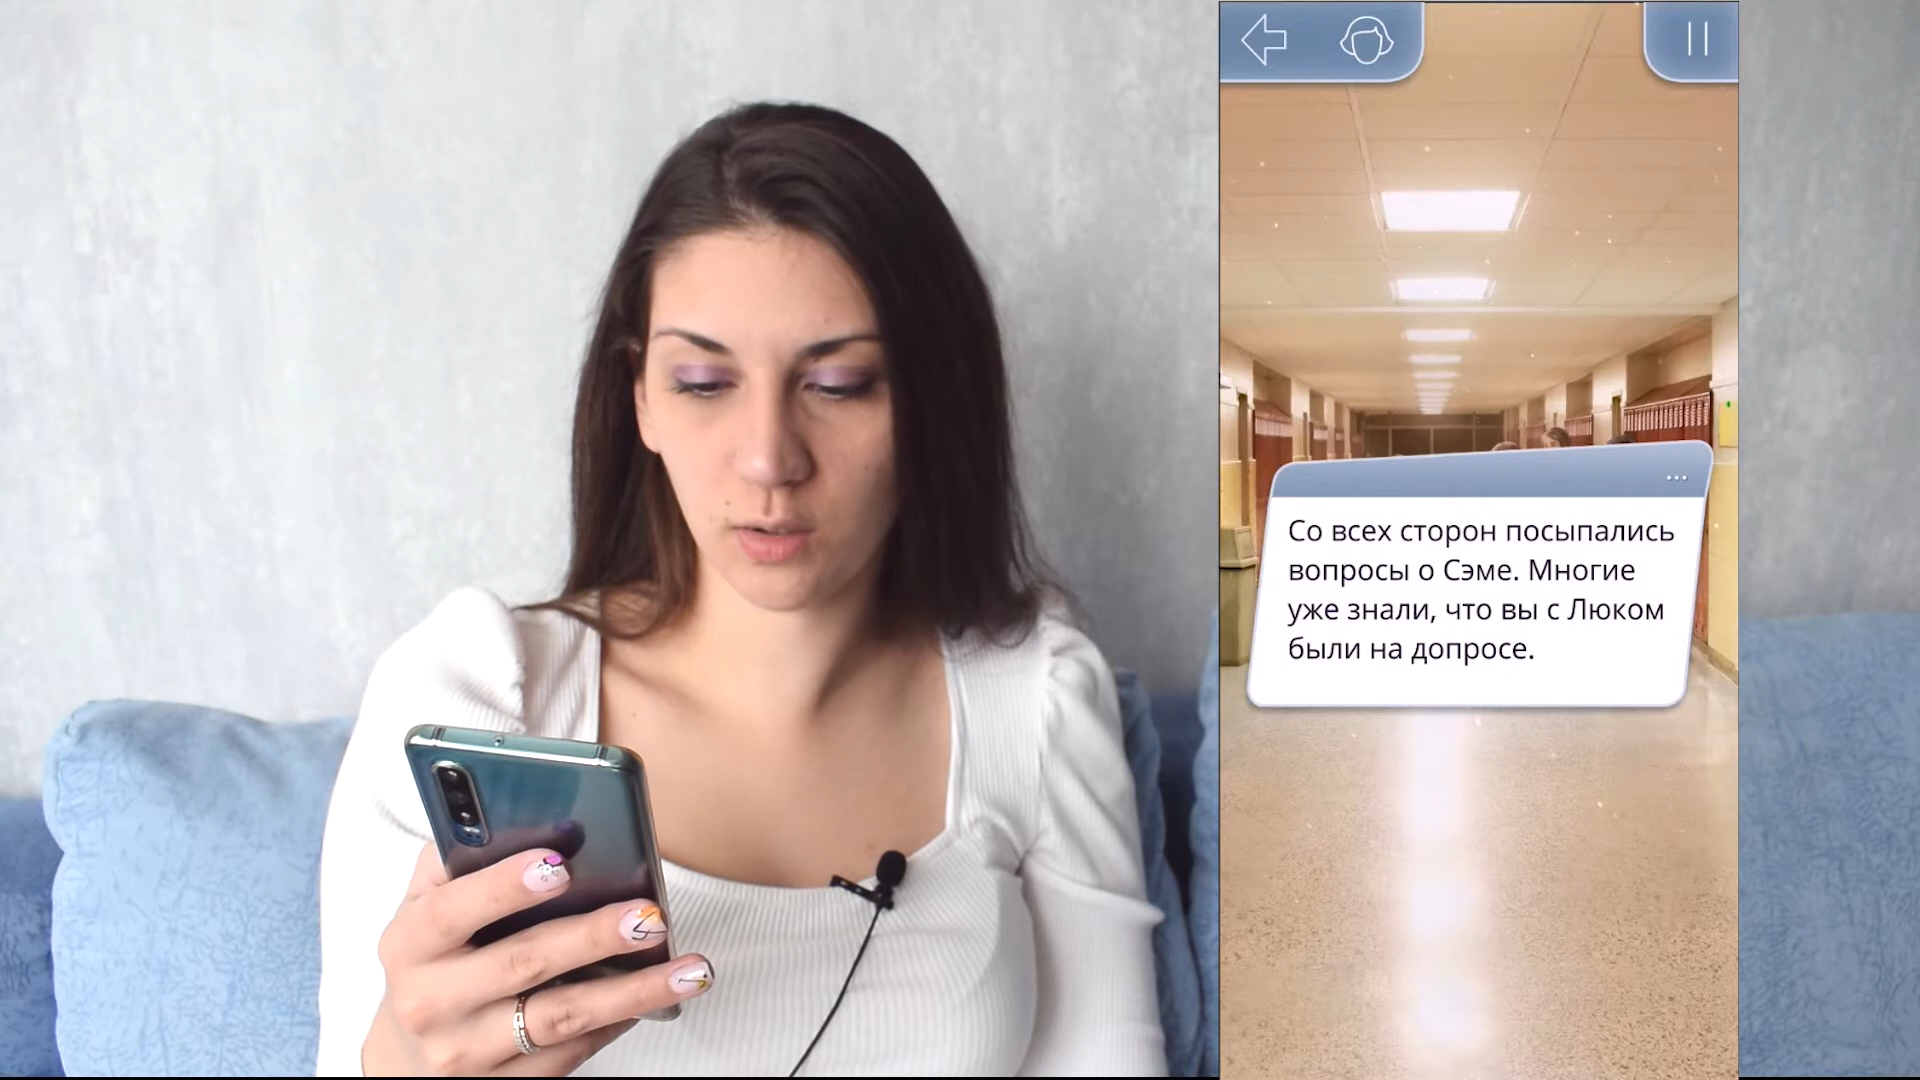 Со всех сторон посыпались
вопросы о Сэме. Многие
уже знали, что вы с Люком
были на допросе.